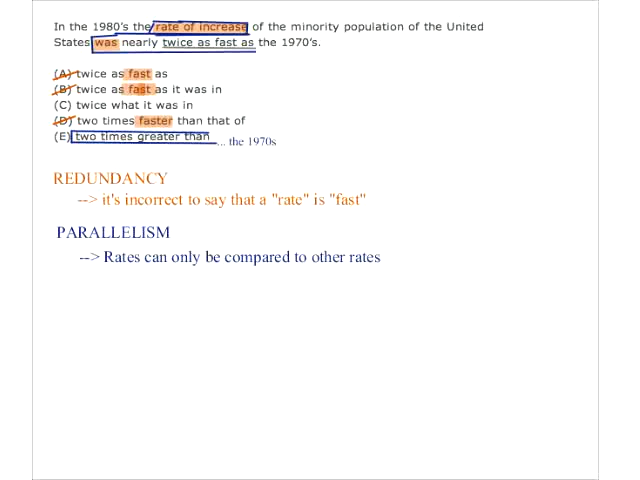 In the 1980's the rate of increase of the minority population of the United
States was nearly twice as fast as the 1970's.
(A) twice as fast as
(B) twice as fast as it was in
(C) twice what it was in
(D) two times faster than that of
(E) two times greater than ... the 1970s
REDUNDANCY
--> it's incorrect to say that a "rate" is "fast"
PARALLELISM
--> Rates can only be compared to other rates